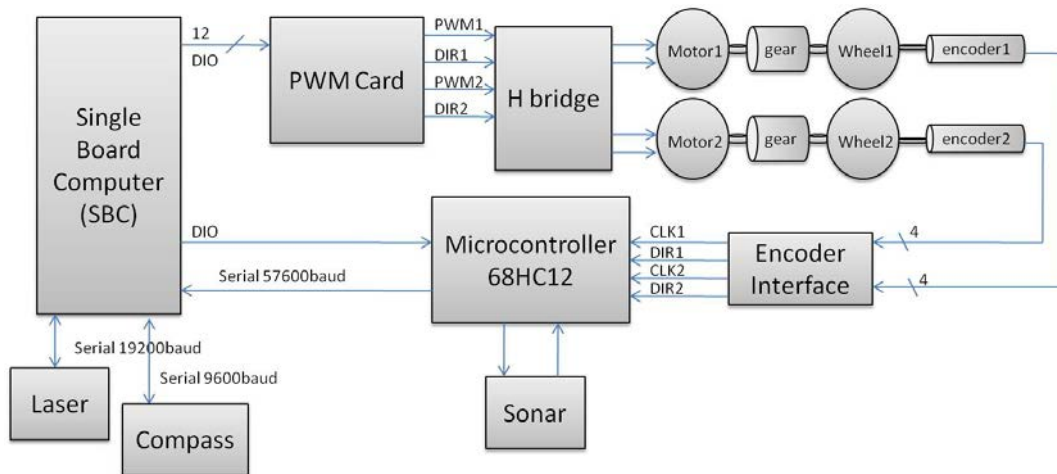 12
DIO
Single
Board
Computer
(SBC)
PWM Card
PWM1
DIR1
PWM2
DIR2
H bridge
Motor1
gear
Wheel1
encoder1
Motor2
gear
Wheel2
encoder2
DIO
Serial 57600baud
Microcontroller
68HC12
CLK1
DIR1
CLK2
DIR2
Encoder
Interface
4
4
Serial 19200baud
Serial 9600baud
Laser
Compass
Sonar